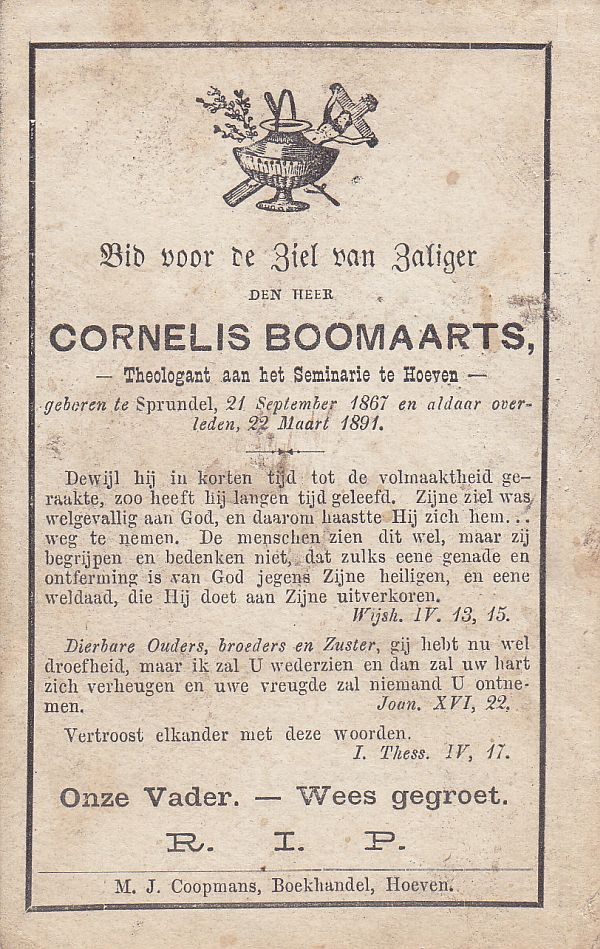 Bid voor de Ziel van Zaliger
DEN HEER
CORNELIS BOOMAARTS,
— Theologant aan het Seminarie te Hoeven —
geboren te Sprundel, 21 September 1867 en aldaar over-
leden, 22 Maart 1891.
Dewijl hij in korten tijd tot de volmaaktheid ge-
raakte, zoo heeft hij langen tijd geleefd. Zijne ziel was
welgevallig aan God, en daarom haastte Hij zich hem...
weg te nemen. De menschen zien dit wel, maar zij
begrijpen en bedenken niet, dat zulks eene genade en
ontferming is van God jegens Zijne heiligen, en eene
weldaad, die Hij doet aan Zijne uitverkoren.
Wijsh. IV. 13, 15.
Dierbare Ouders, broeders en Zuster, gij hebt nu wel
droefheid, maar ik zal U wederzien en dan zal uw hart
zich verheugen en uwe vreugde zal niemand U ontne-
men. Joan. XVI, 22.
Vertroost elkander met deze woorden.
I. Thess. IV, 17.
Onze Vader. — Wees gegroet.
R. I. P.
M. J. Coopmans, Boekhandel, Hoeven.